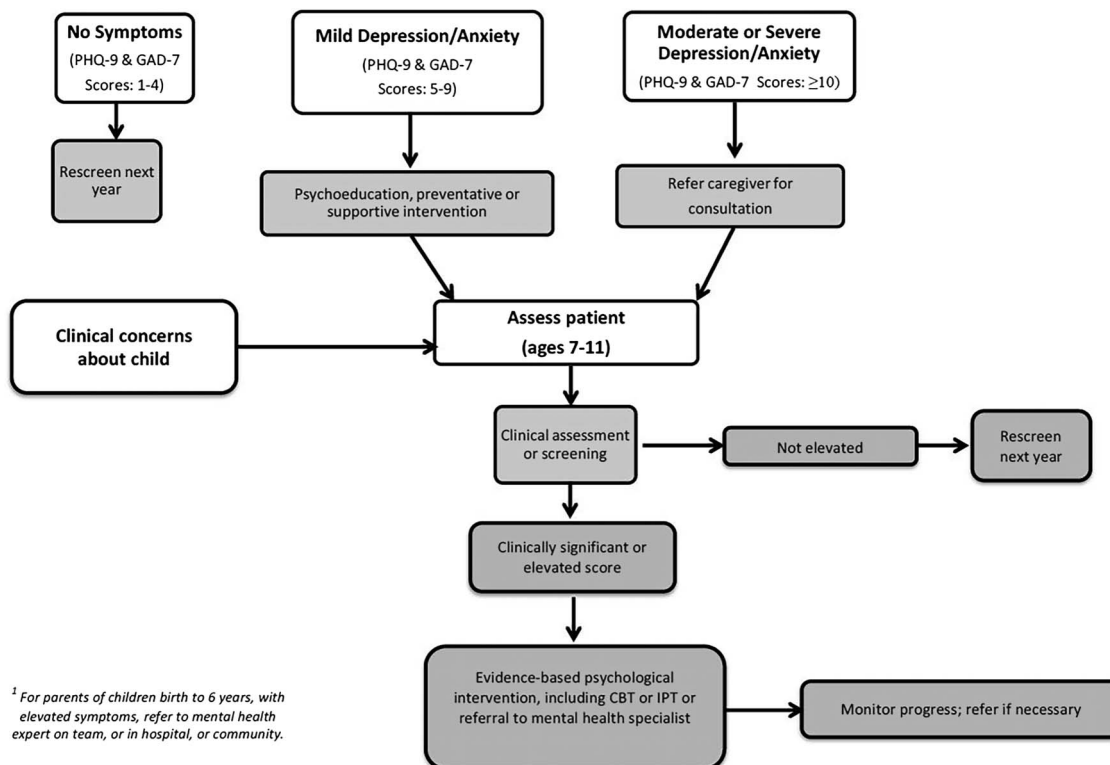 No Symptoms
(PHQ-9 & GAD-7
Scores: 1-4)
Mild Depression/Anxiety
(PHQ-9 & GAD-7
Scores: 5-9)
Moderate or Severe
Depression/Anxiety
(PHQ-9 & GAD-7 Scores: ≥10)
Rescreen next
year
Psychoeducation, preventative or
supportive intervention
Refer caregiver for
consultation
Clinical concerns
about child
Assess patient
(ages 7-11)
Clinical assessment
or screening
Not elevated
Rescreen
next year
Clinically significant or
elevated score
Evidence-based psychological
intervention, including CBT or IPT or
referral to mental health specialist
Monitor progress; refer if necessary
1 For parents of children birth to 6 years, with
elevated symptoms, refer to mental health
expert on team, or in hospital, or community.